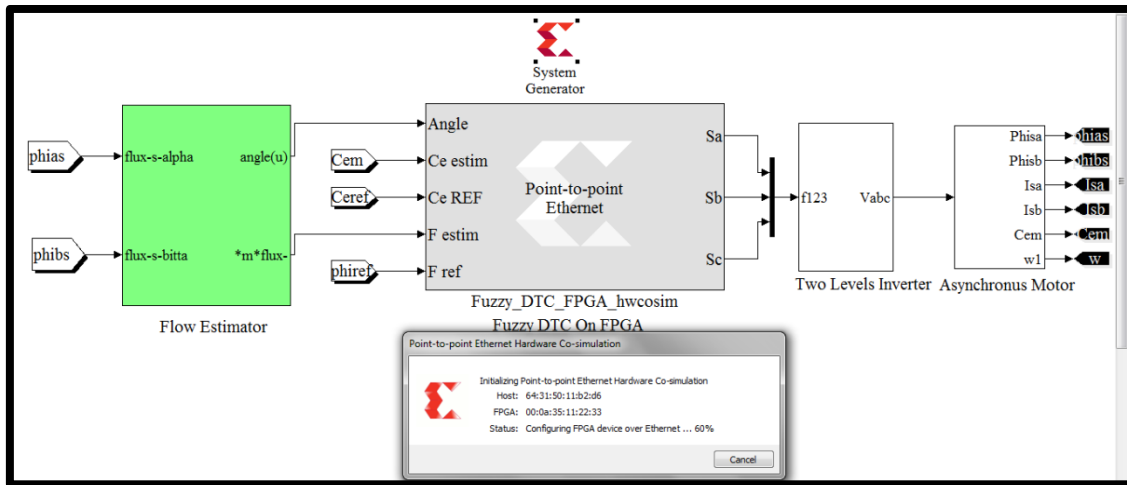 System
Generator
phias
phibs
flux-s-alpha
angle(u)
flux-s-bitta
*m*flux-
Flow Estimator
Cem
Ceref
phiref
Angle
Ce estim
Ce REF
F estim
F ref
Point-to-point
Ethernet
Sa
Sb
Sc
Fuzzy_DTC_FPGA_hwcosim
Fuzzy DTC On FPGA
f123
Vabc
Two Levels Inverter
Phisa
Phisb
Isa
Isb
Cem
w1
Asynchronus Motor
phias
phibs
Isa
Isb
Cem
w
Point-to-point Ethernet Hardware Co-simulation
Initializing Point-to-point Ethernet Hardware Co-simulation
Host: 64:31:50:11:b2:d6
FPGA: 00:0a:35:11:22:33
Status: Configuring FPGA device over Ethernet ... 60%
Cancel